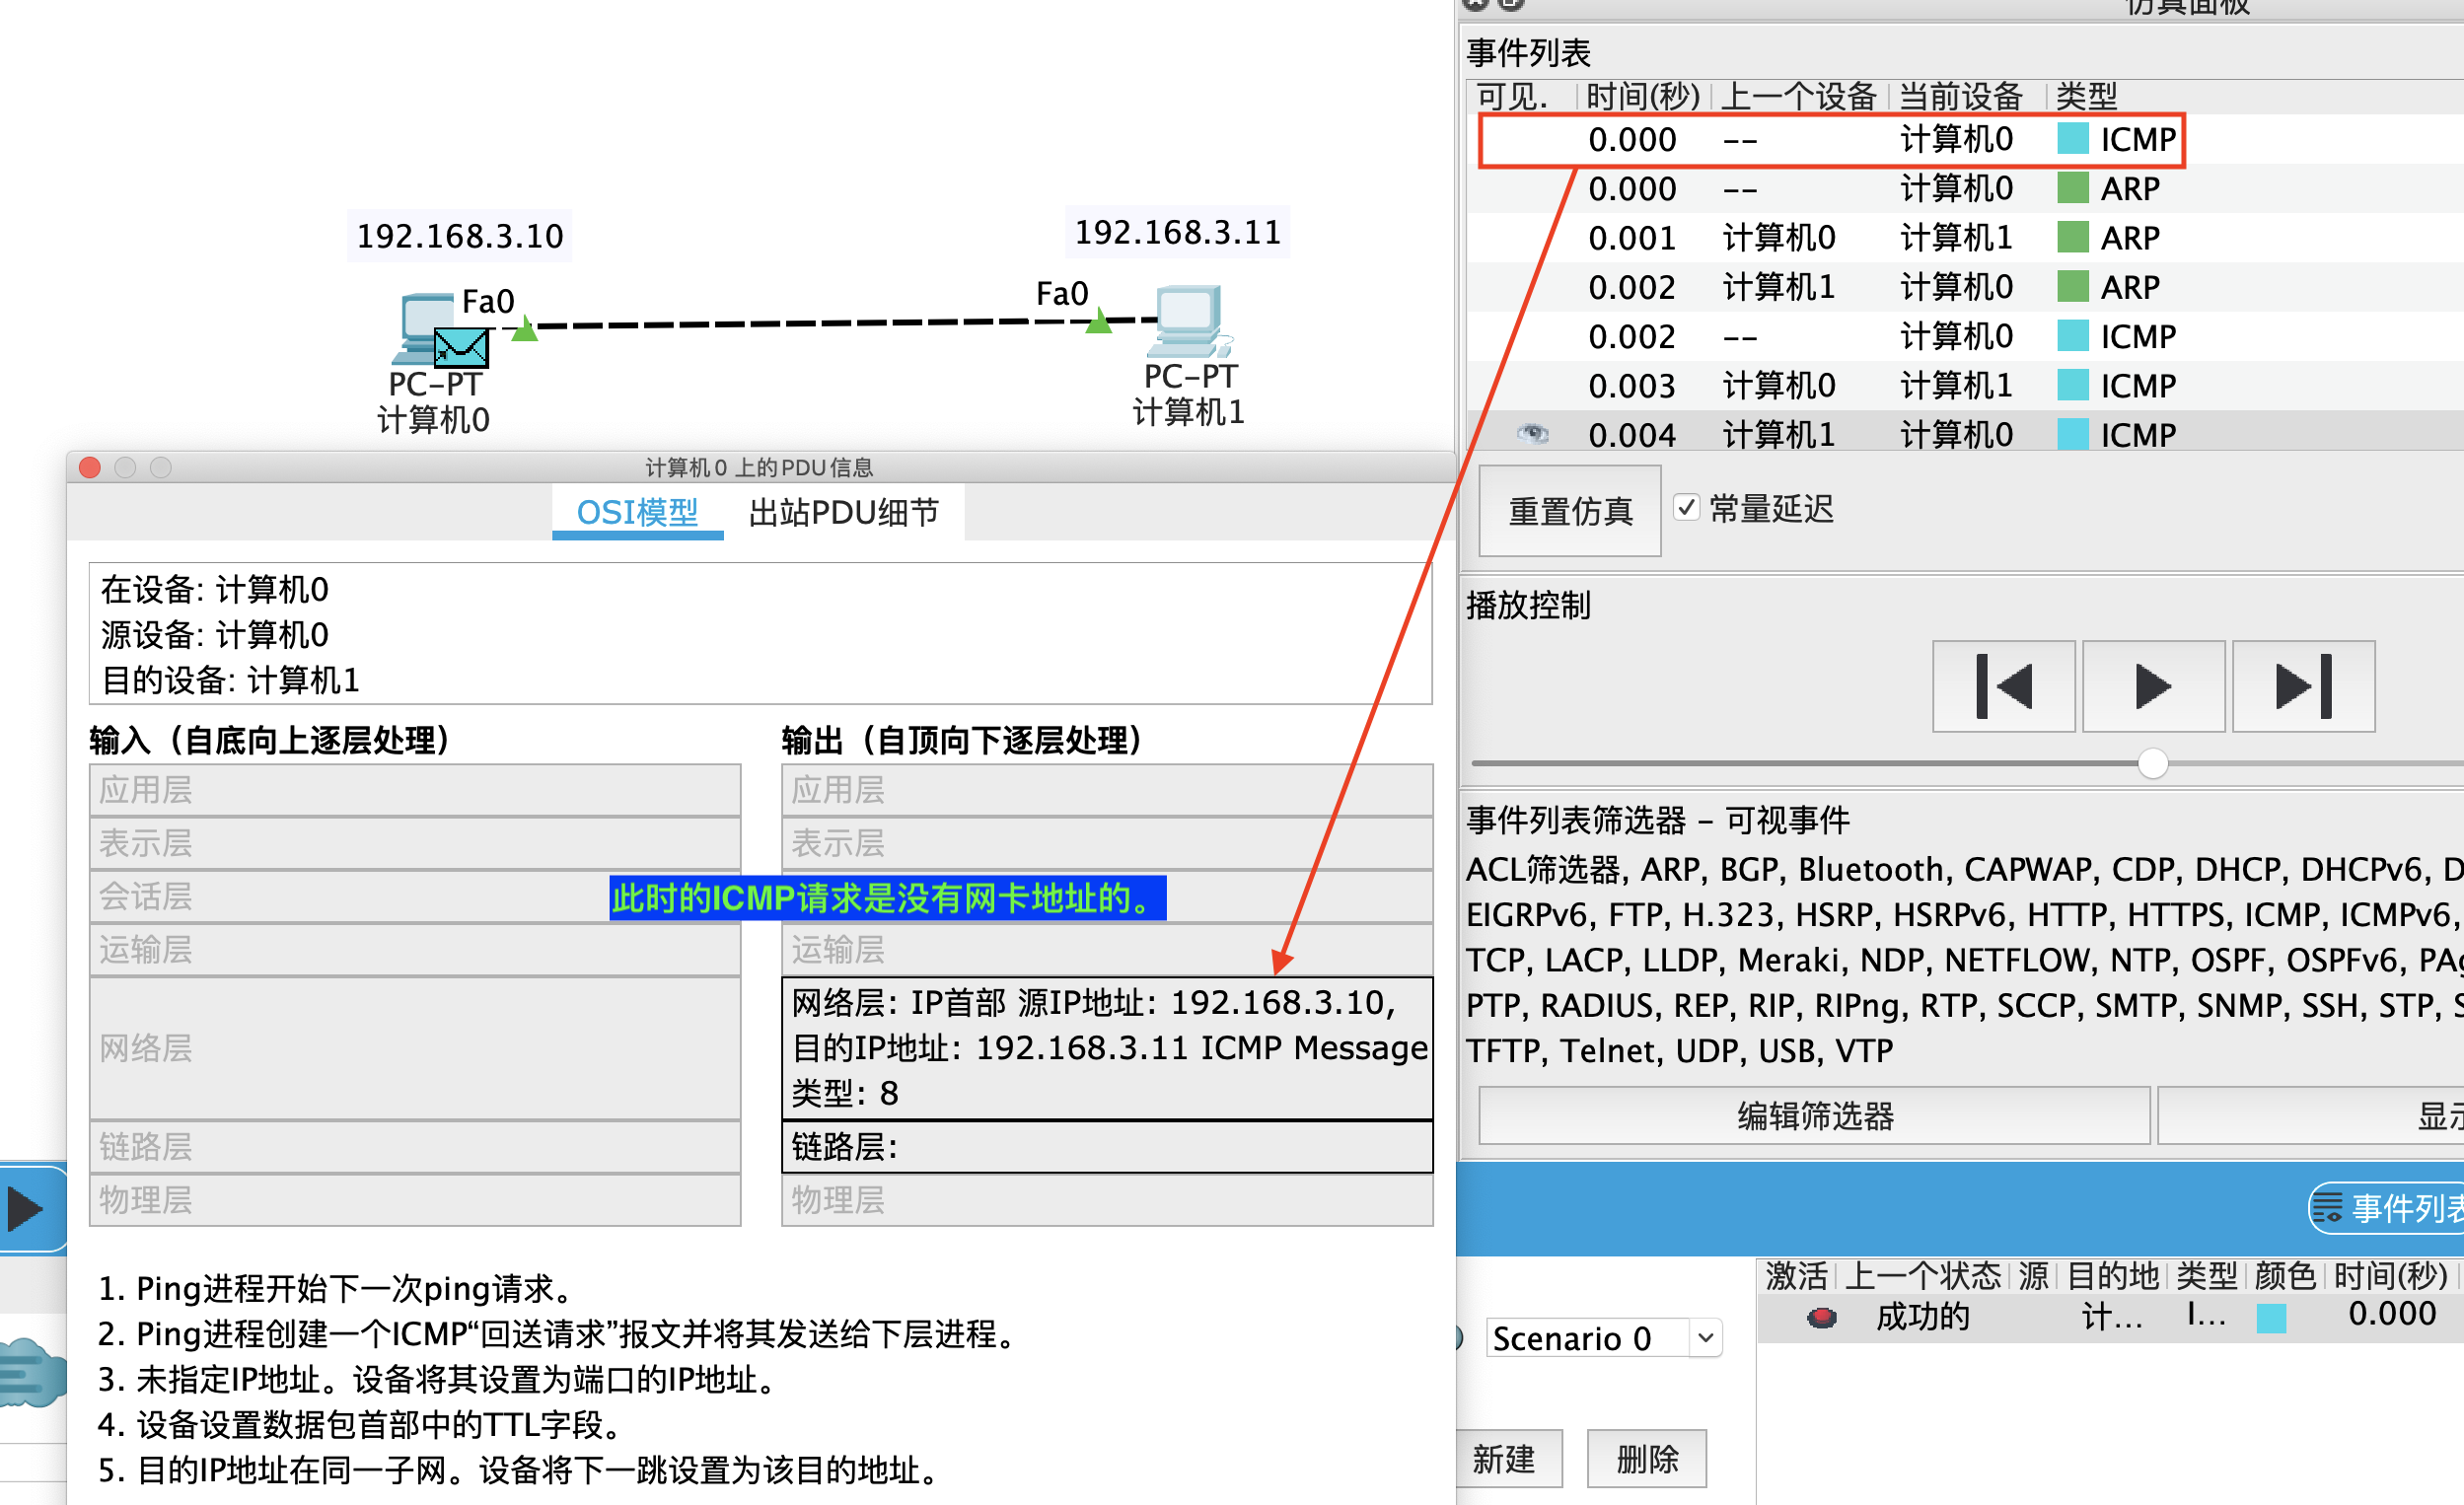 仿真面板
事件列表
可见. 时间(秒) 上一个设备 当前设备 类型
0.000 -- 计算机0 ICMP
0.000 -- 计算机0 ARP
0.001 计算机0 计算机1 ARP
0.002 计算机1 计算机0 ARP
0.002 -- 计算机0 ICMP
0.003 计算机0 计算机1 ICMP
0.004 计算机1 计算机0 ICMP
重置仿真 常量延迟
播放控制
事件列表筛选器 – 可视事件
ACL筛选器, ARP, BGP, Bluetooth, CAPWAP, CDP, DHCP, DHCPv6, D
EIGRPv6, FTP, H.323, HSRP, HSRPv6, HTTP, HTTPS, ICMP, ICMPv6,
TCP, LACP, LLDP, Meraki, NDP, NETFLOW, NTP, OSPF, OSPFv6, PAg
PTP, RADIUS, REP, RIP, RIPng, RTP, SCCP, SMTP, SNMP, SSH, STP, S
TFTP, Telnet, UDP, USB, VTP
编辑筛选器 显示
192.168.3.10
192.168.3.11
Fa0
Fa0
PC-PT
计算机0
PC-PT
计算机1
计算机0 上的PDU信息
OSI模型 出站PDU细节
在设备: 计算机0
源设备: 计算机0
目的设备: 计算机1
输入（自底向上逐层处理）
应用层
表示层
会话层
运输层
网络层
链路层
物理层
输出（自顶向下逐层处理）
应用层
表示层
此时的ICMP请求是没有网卡地址的。
运输层
网络层: IP首部 源IP地址: 192.168.3.10,
目的IP地址: 192.168.3.11 ICMP Message
类型: 8
链路层:
物理层
1. Ping进程开始下一次ping请求。
2. Ping进程创建一个ICMP“回送请求”报文并将其发送给下层进程。
3. 未指定IP地址。设备将其设置为端口的IP地址。
4. 设备设置数据包首部中的TTL字段。
5. 目的IP地址在同一子网。设备将下一跳设置为该目的地址。
事件列表
Scenario 0
新建 删除
激活 上一个状态 源 目的地 类型 颜色 时间(秒)
成功的 计... I... 0.000